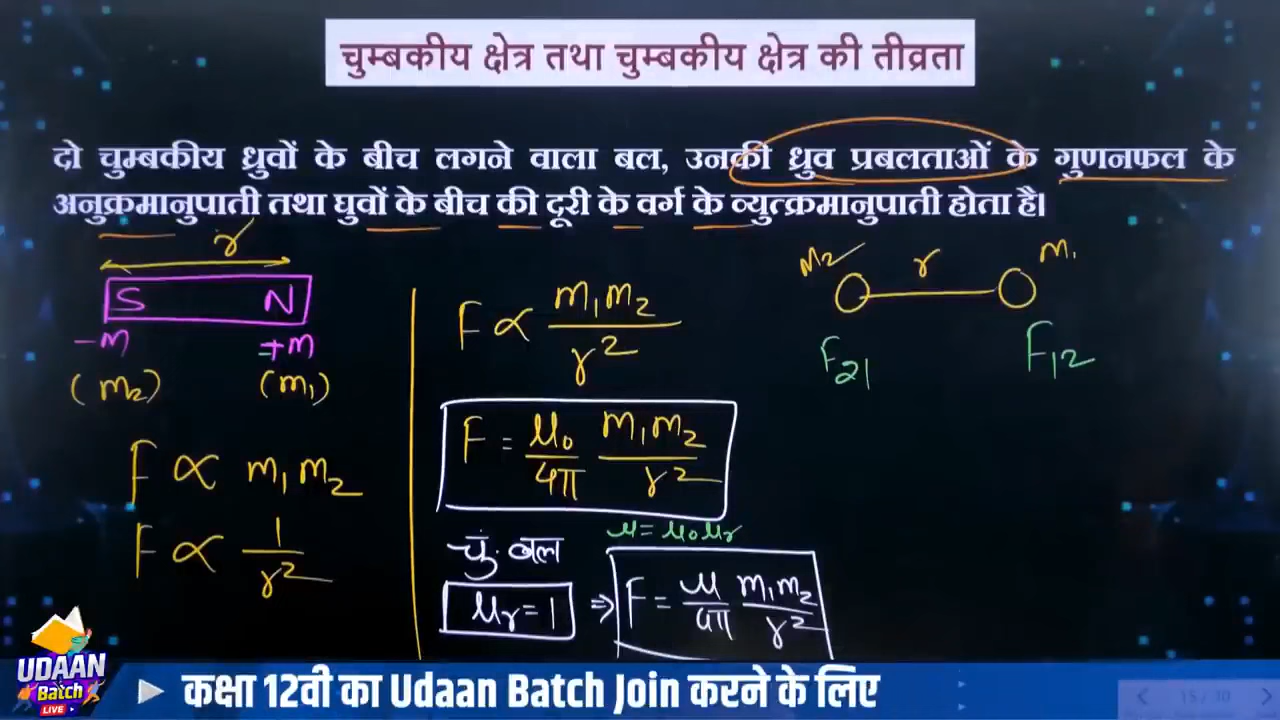 चुम्बकीय क्षेत्र तथा चुम्बकीय क्षेत्र की तीव्रता
दो चुम्बकीय ध्रुवों के बीच लगने वाला बल, उनकी ध्रुव प्रबलताओं के गुणनफल के
अनुक्रमानुपाती तथा घुवों के बीच की दूरी के वर्ग के व्युत्क्रमानुपाती होता है।
r
S N
-m +m
(m₂) (m₁)
F ∝ m₁m₂
F ∝ 1/r²
F ∝ m₁m₂/r²
F = μ₀/4π m₁m₂/r²
चु. बल
μ = μ₀μr
μr = 1 ⇒ F = μ/4π m₁m₂/r²
m₂ r m₁
F₂₁ F₁₂
UDAAN
Batch
LIVE
कक्षा 12वी का Udaan Batch Join करने के लिए
15 / 30